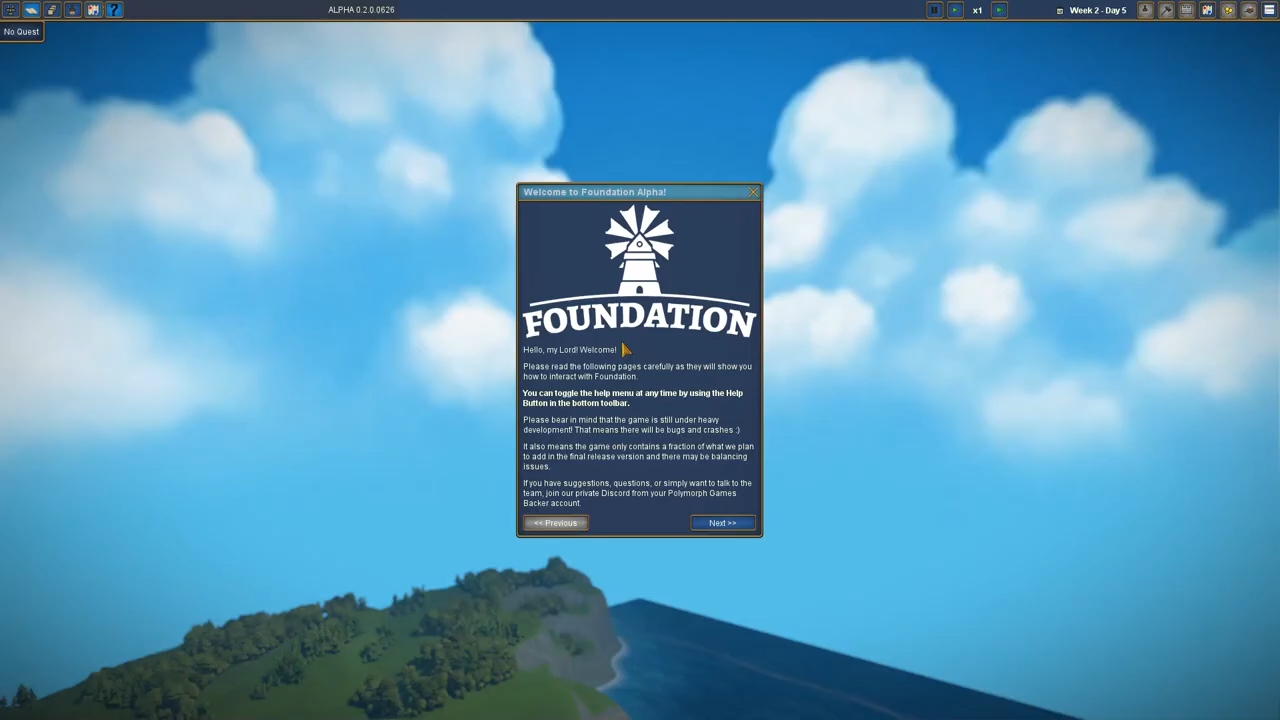 ALPHA 0.2.0.0626
x1
Week 2 - Day 5
No Quest
Welcome to Foundation Alpha!
FOUNDATION
Hello, my Lord! Welcome!
Please read the following pages carefully as they will show you
how to interact with Foundation.
You can toggle the help menu at any time by using the Help
Button in the bottom toolbar.
Please bear in mind that the game is still under heavy
development! That means there will be bugs and crashes ;)
It also means the game only contains a fraction of what we plan
to add in the final release version and there may be balancing
issues.
If you have suggestions, questions, or simply want to talk to the
team, join our private Discord from your Polymorph Games
Backer account.
<< Previous
Next >>